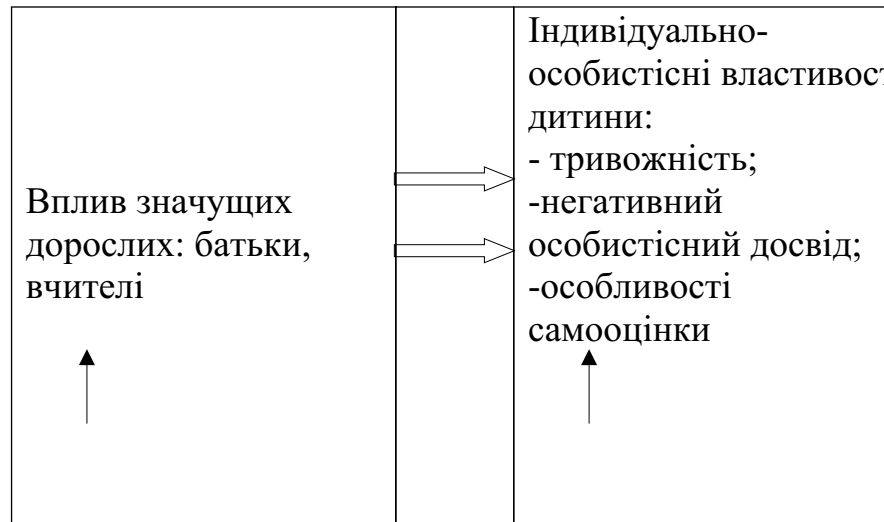 Вплив значущих
дорослих: батьки,
вчителі
Індивідуально-
особистісні властивост
дитини:
- тривожність;
-негативний
особистісний досвід;
-особливості
самооцінки